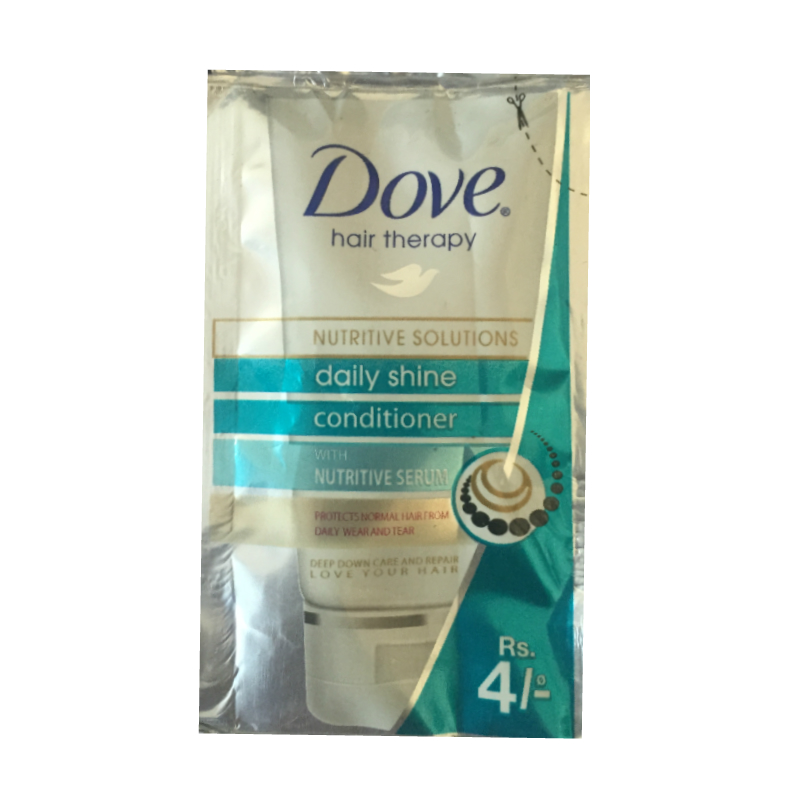 Dove®
hair therapy
NUTRITIVE SOLUTIONS
daily shine
conditioner
WITH
NUTRITIVE SERUM
PROTECTS NORMAL HAIR FROM
DAILY WEAR AND TEAR
DEEP DOWN CARE AND REPAIR
LOVE YOUR HAIR
Rs.
4/-